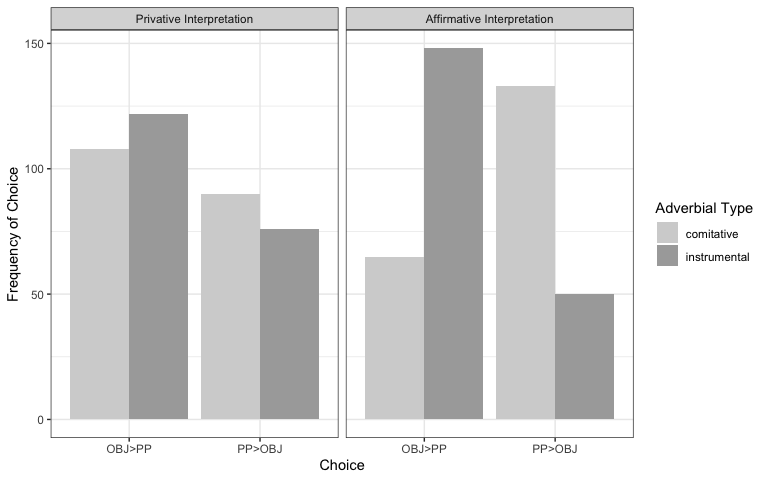 Privative Interpretation
Affirmative Interpretation
150
100
50
0
Frequency of Choice
OBJ>PP
PP>OBJ
OBJ>PP
PP>OBJ
Choice
Adverbial Type
comitative
instrumental